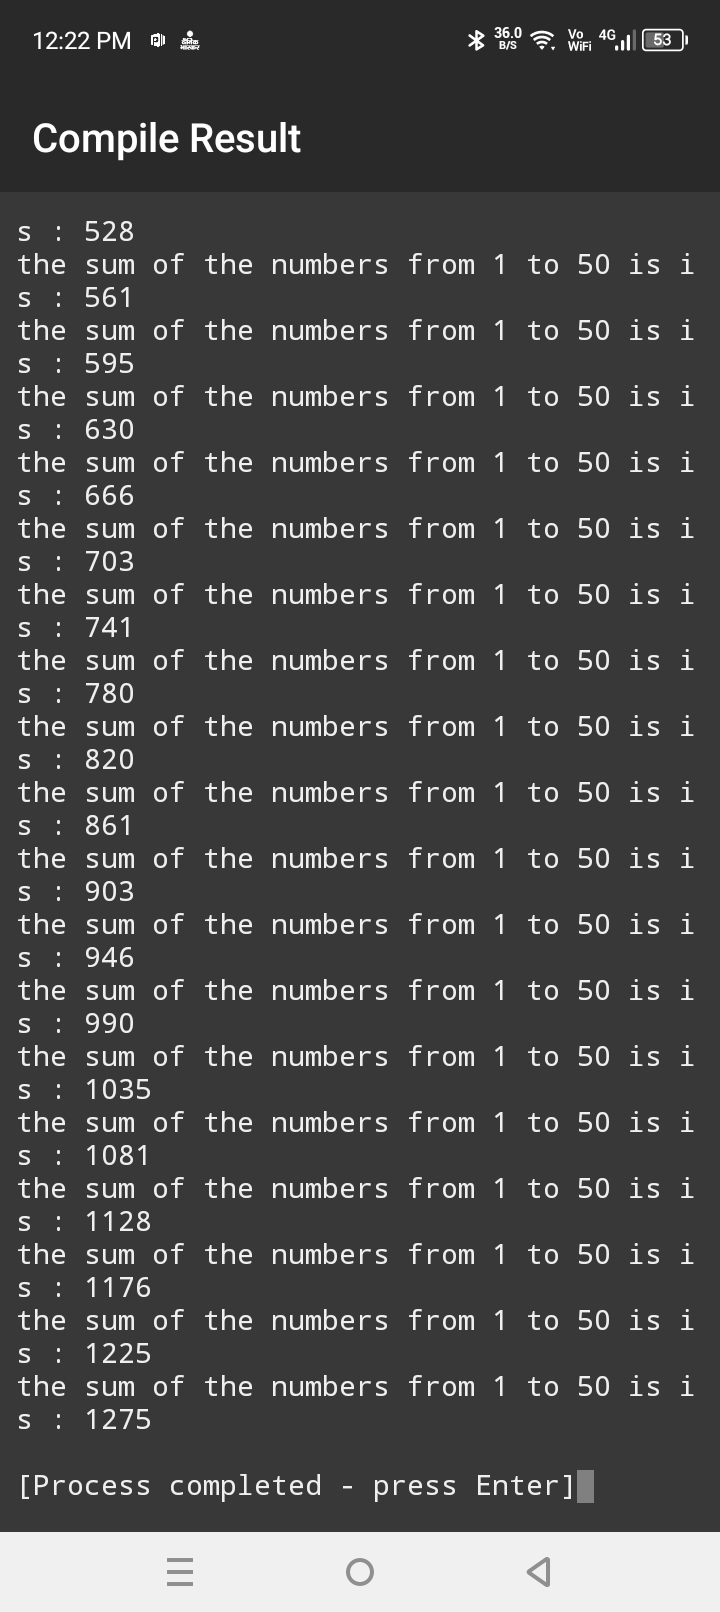 12:22 PM 36.0 B/S Vo WiFi 4G 53
Compile Result
s : 528
the sum of the numbers from 1 to 50 is i
s : 561
the sum of the numbers from 1 to 50 is i
s : 595
the sum of the numbers from 1 to 50 is i
s : 630
the sum of the numbers from 1 to 50 is i
s : 666
the sum of the numbers from 1 to 50 is i
s : 703
the sum of the numbers from 1 to 50 is i
s : 741
the sum of the numbers from 1 to 50 is i
s : 780
the sum of the numbers from 1 to 50 is i
s : 820
the sum of the numbers from 1 to 50 is i
s : 861
the sum of the numbers from 1 to 50 is i
s : 903
the sum of the numbers from 1 to 50 is i
s : 946
the sum of the numbers from 1 to 50 is i
s : 990
the sum of the numbers from 1 to 50 is i
s : 1035
the sum of the numbers from 1 to 50 is i
s : 1081
the sum of the numbers from 1 to 50 is i
s : 1128
the sum of the numbers from 1 to 50 is i
s : 1176
the sum of the numbers from 1 to 50 is i
s : 1225
the sum of the numbers from 1 to 50 is i
s : 1275
[Process completed - press Enter]